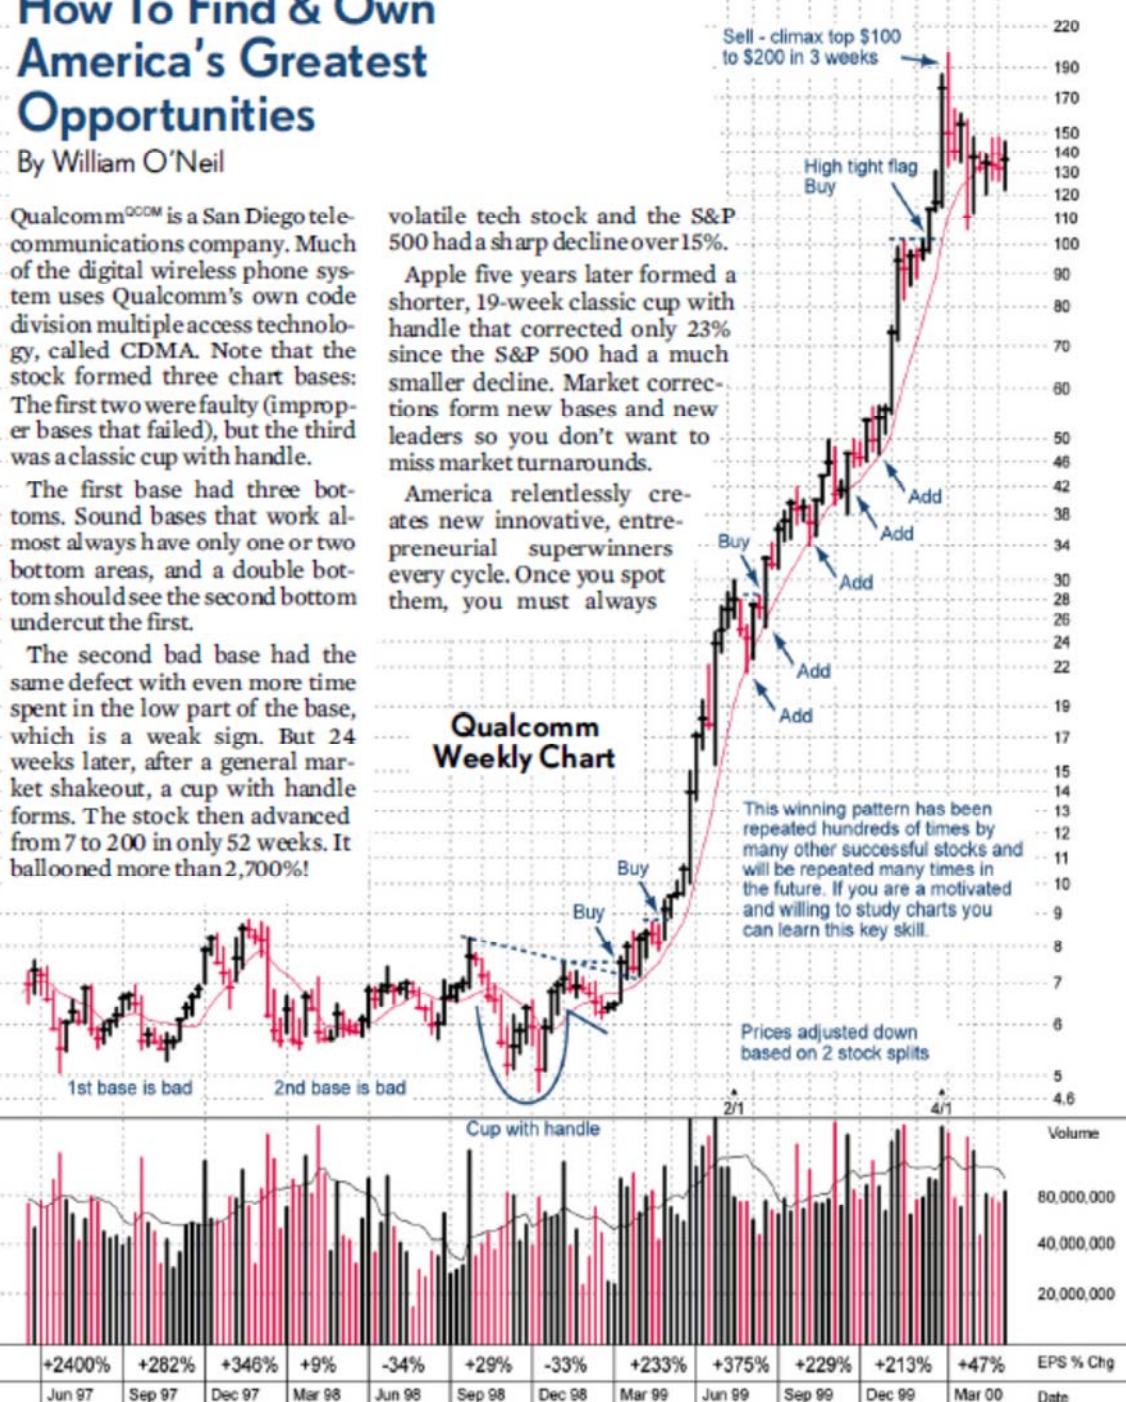 How To Find & Own
America's Greatest
Opportunities
By William O'Neil
Qualcomm QCOM is a San Diego tele-
communications company. Much
of the digital wireless phone sys-
tem uses Qualcomm's own code
division multiple access technolo-
gy, called CDMA. Note that the
stock formed three chart bases:
The first two were faulty (improp-
er bases that failed), but the third
was a classic cup with handle.
The first base had three bot-
toms. Sound bases that work al-
most always have only one or two
bottom areas, and a double bot-
tom should see the second bottom
undercut the first.
The second bad base had the
same defect with even more time
spent in the low part of the base,
which is a weak sign. But 24
weeks later, after a general mar-
ket shakeout, a cup with handle
forms. The stock then advanced
from 7 to 200 in only 52 weeks. It
ballooned more than 2,700%!
volatile tech stock and the S&P
500 had a sharp decline over 15%.
Apple five years later formed a
shorter, 19-week classic cup with
handle that corrected only 23%
since the S&P 500 had a much
smaller decline. Market correc-
tions form new bases and new
leaders so you don't want to
miss market turnarounds.
America relentlessly cre-
ates new innovative, entre-
preneurial superwinners
every cycle. Once you spot
them, you must always
Qualcomm
Weekly Chart
Sell - climax top $100
to $200 in 3 weeks
High tight flag
Buy
Add
Add
Buy
Add
Add
Add
Buy
Buy
This winning pattern has been
repeated hundreds of times by
many other successful stocks and
will be repeated many times in
the future. If you are a motivated
and willing to study charts you
can learn this key skill.
Prices adjusted down
based on 2 stock splits
1st base is bad
2nd base is bad
Cup with handle
2/1
4/1
220
190
170
150
140
130
120
110
100
90
80
70
60
50
46
42
38
34
30
28
26
24
22
19
17
15
14
13
12
11
10
9
8
7
6
5
4.6
Volume
80,000,000
40,000,000
20,000,000
+2400% +282% +346% +9% -34% +29% -33% +233% +375% +229% +213% +47% EPS % Chg
Jun 97 Sep 97 Dec 97 Mar 98 Jun 98 Sep 98 Dec 98 Mar 99 Jun 99 Sep 99 Dec 99 Mar 00 Date